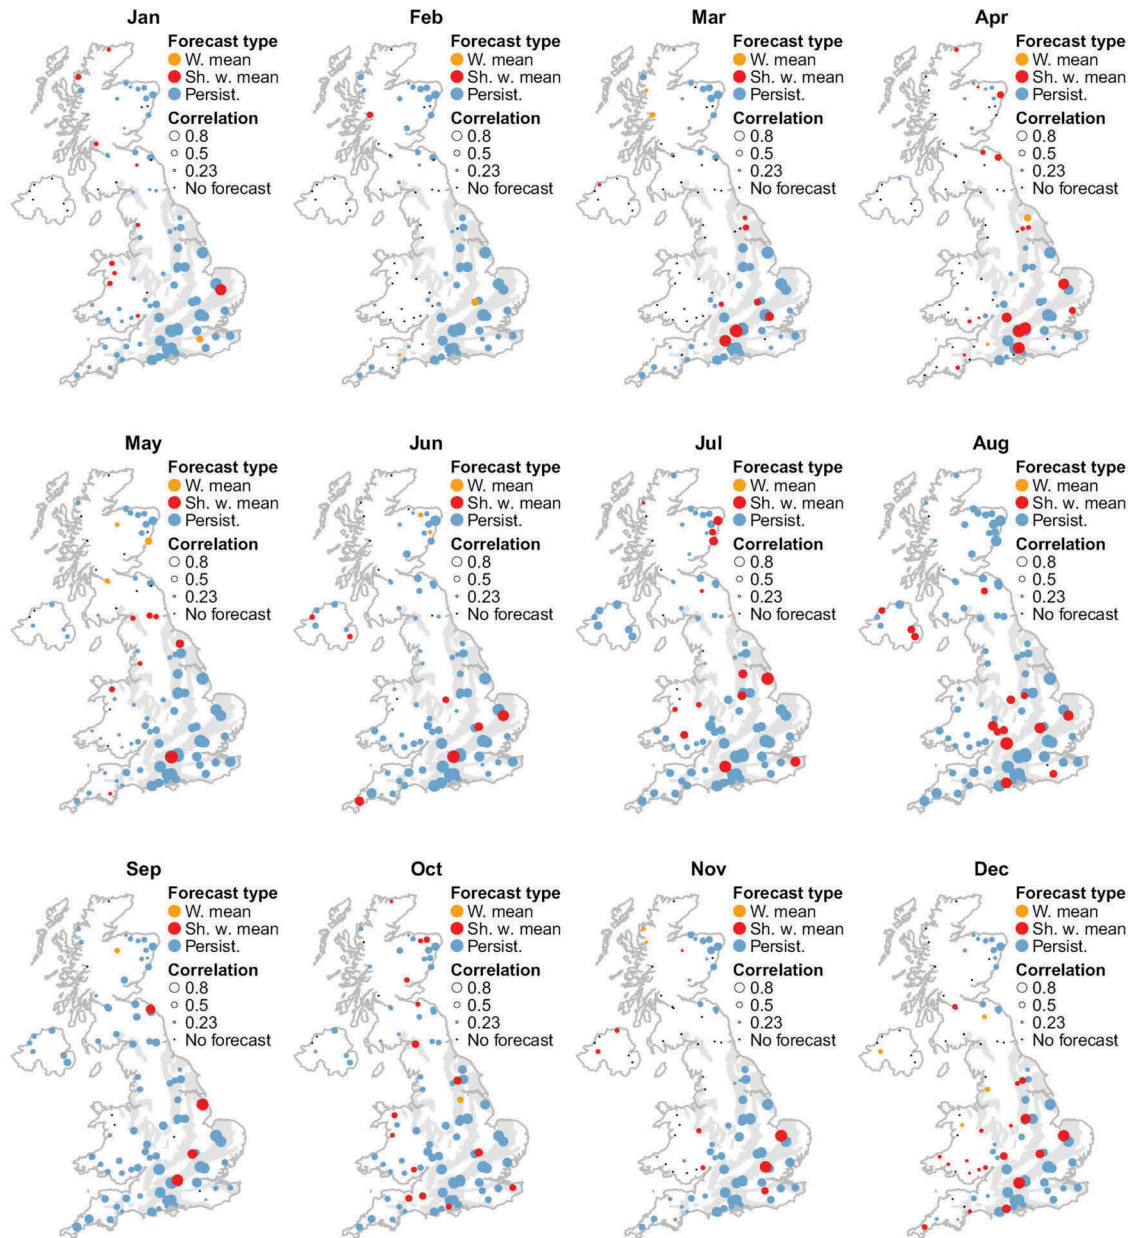 Jan
Forecast type
W. mean
Sh. w. mean
Persist.
Correlation
0.8
0.5
0.23
No forecast
Feb
Forecast type
W. mean
Sh. w. mean
Persist.
Correlation
0.8
0.5
0.23
No forecast
Mar
Forecast type
W. mean
Sh. w. mean
Persist.
Correlation
0.8
0.5
0.23
No forecast
Apr
Forecast type
W. mean
Sh. w. mean
Persist.
Correlation
0.8
0.5
0.23
No forecast
May
Forecast type
W. mean
Sh. w. mean
Persist.
Correlation
0.8
0.5
0.23
No forecast
Jun
Forecast type
W. mean
Sh. w. mean
Persist.
Correlation
0.8
0.5
0.23
No forecast
Jul
Forecast type
W. mean
Sh. w. mean
Persist.
Correlation
0.8
0.5
0.23
No forecast
Aug
Forecast type
W. mean
Sh. w. mean
Persist.
Correlation
0.8
0.5
0.23
No forecast
Sep
Forecast type
W. mean
Sh. w. mean
Persist.
Correlation
0.8
0.5
0.23
No forecast
Oct
Forecast type
W. mean
Sh. w. mean
Persist.
Correlation
0.8
0.5
0.23
No forecast
Nov
Forecast type
W. mean
Sh. w. mean
Persist.
Correlation
0.8
0.5
0.23
No forecast
Dec
Forecast type
W. mean
Sh. w. mean
Persist.
Correlation
0.8
0.5
0.23
No forecast